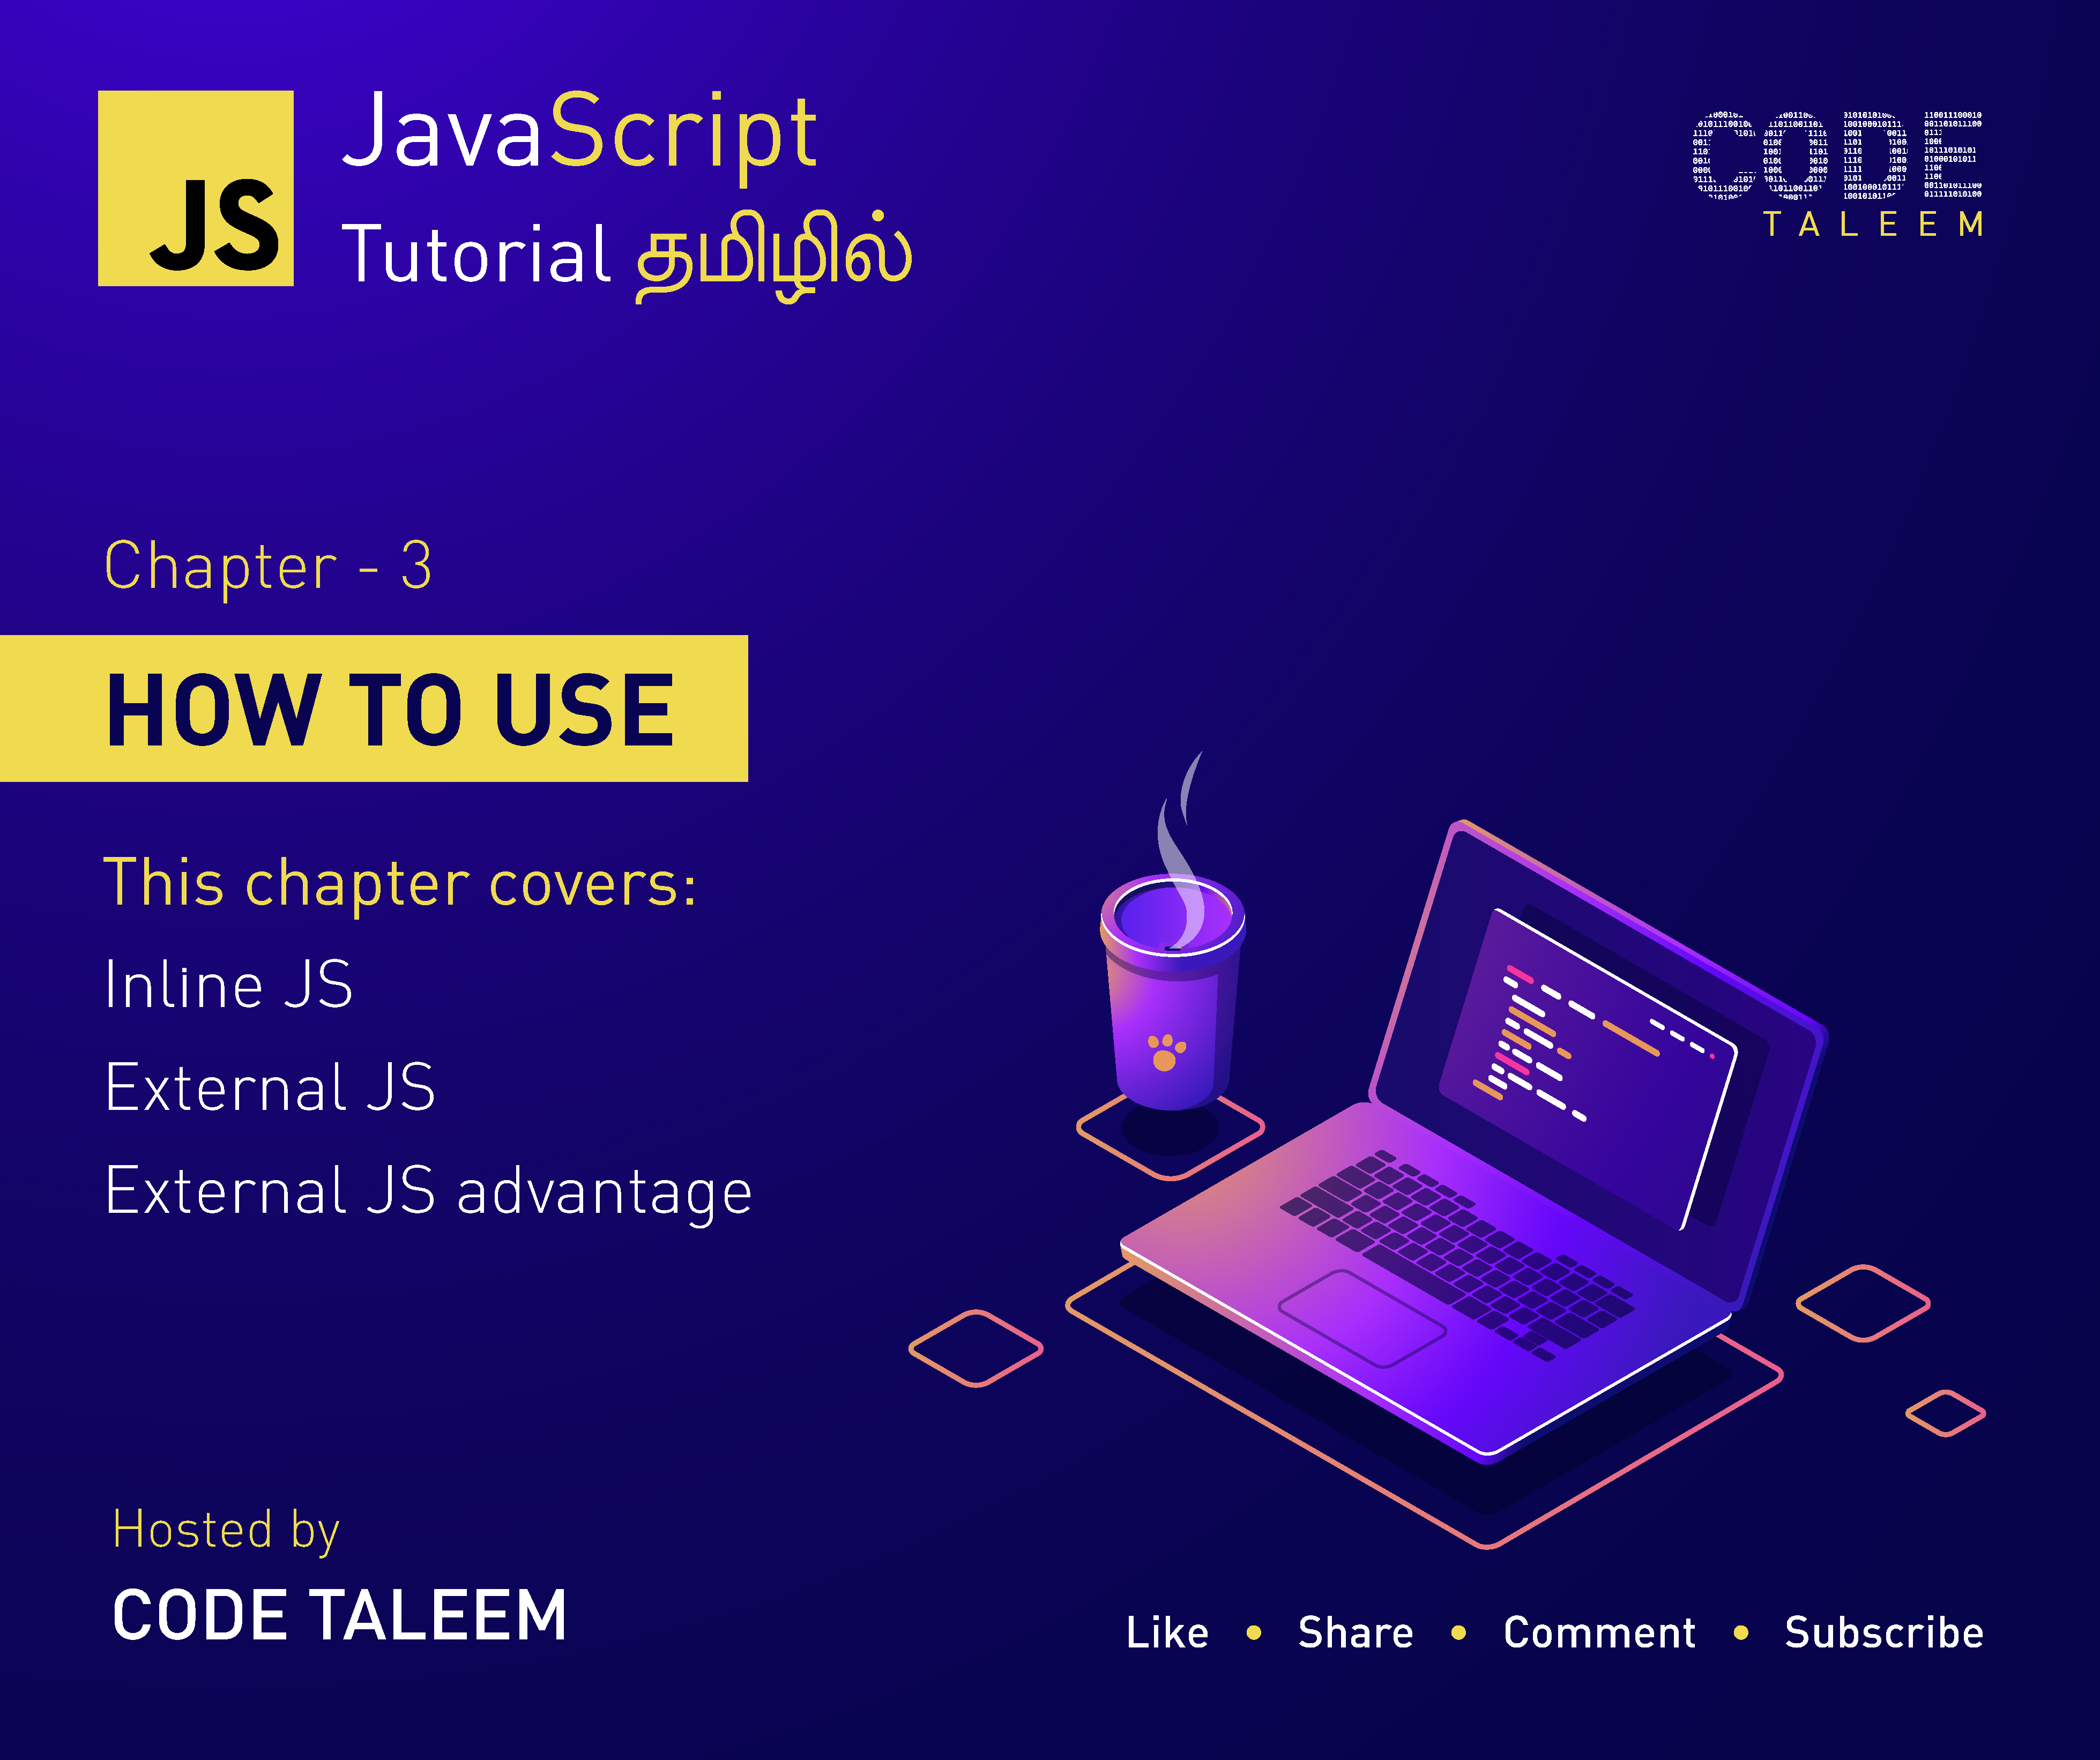 JS
JavaScript
Tutorial தமிழில்
CODE
TALEEM
Chapter - 3
HOW TO USE
This chapter covers:
Inline JS
External JS
External JS advantage
Hosted by
CODE TALEEM
Like • Share • Comment • Subscribe